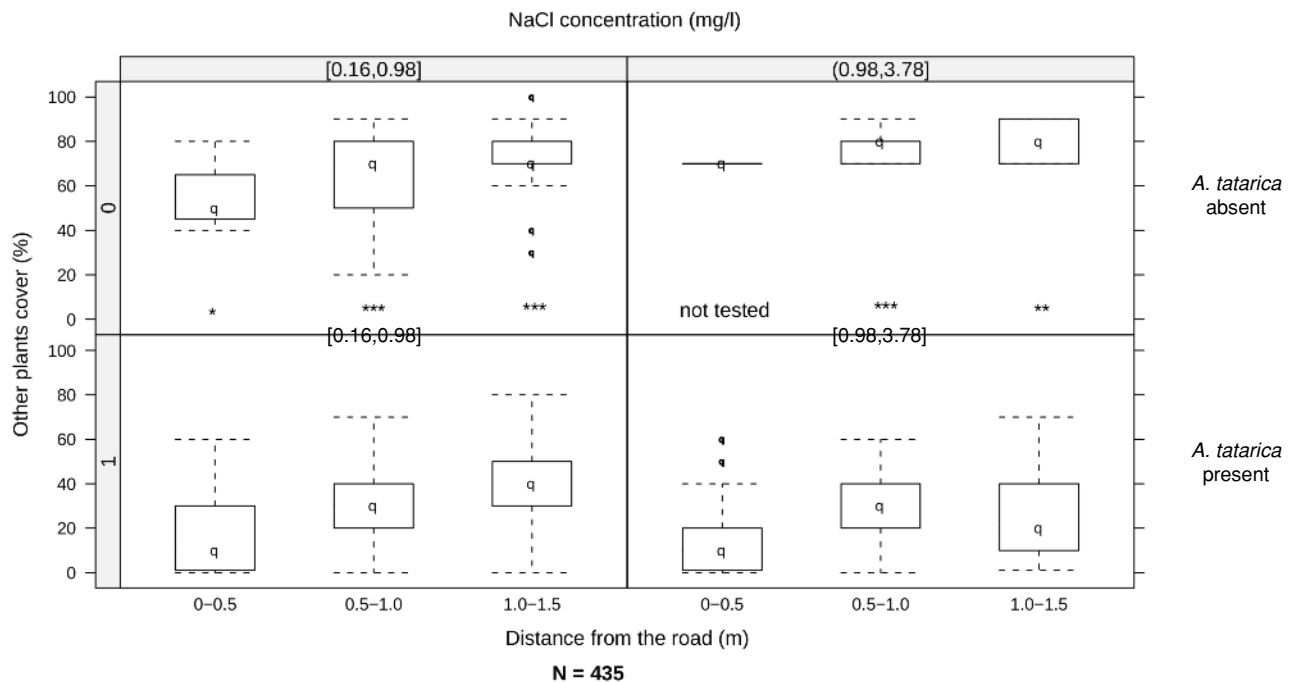 NaCl concentration (mg/l)
[0.16,0.98]
(0.98,3.78]
Other plants cover (%)
0
100
80
60
40
20
0
q
q
q
q
q
q
q
q
q
*
***
***
not tested
***
**
A. tatarica
absent
[0.16,0.98]
[0.98,3.78]
1
100
80
60
40
20
0
q
q
q
q
q
q
q
q
A. tatarica
present
0−0.5
0.5−1.0
1.0−1.5
0−0.5
0.5−1.0
1.0−1.5
Distance from the road (m)
N = 435